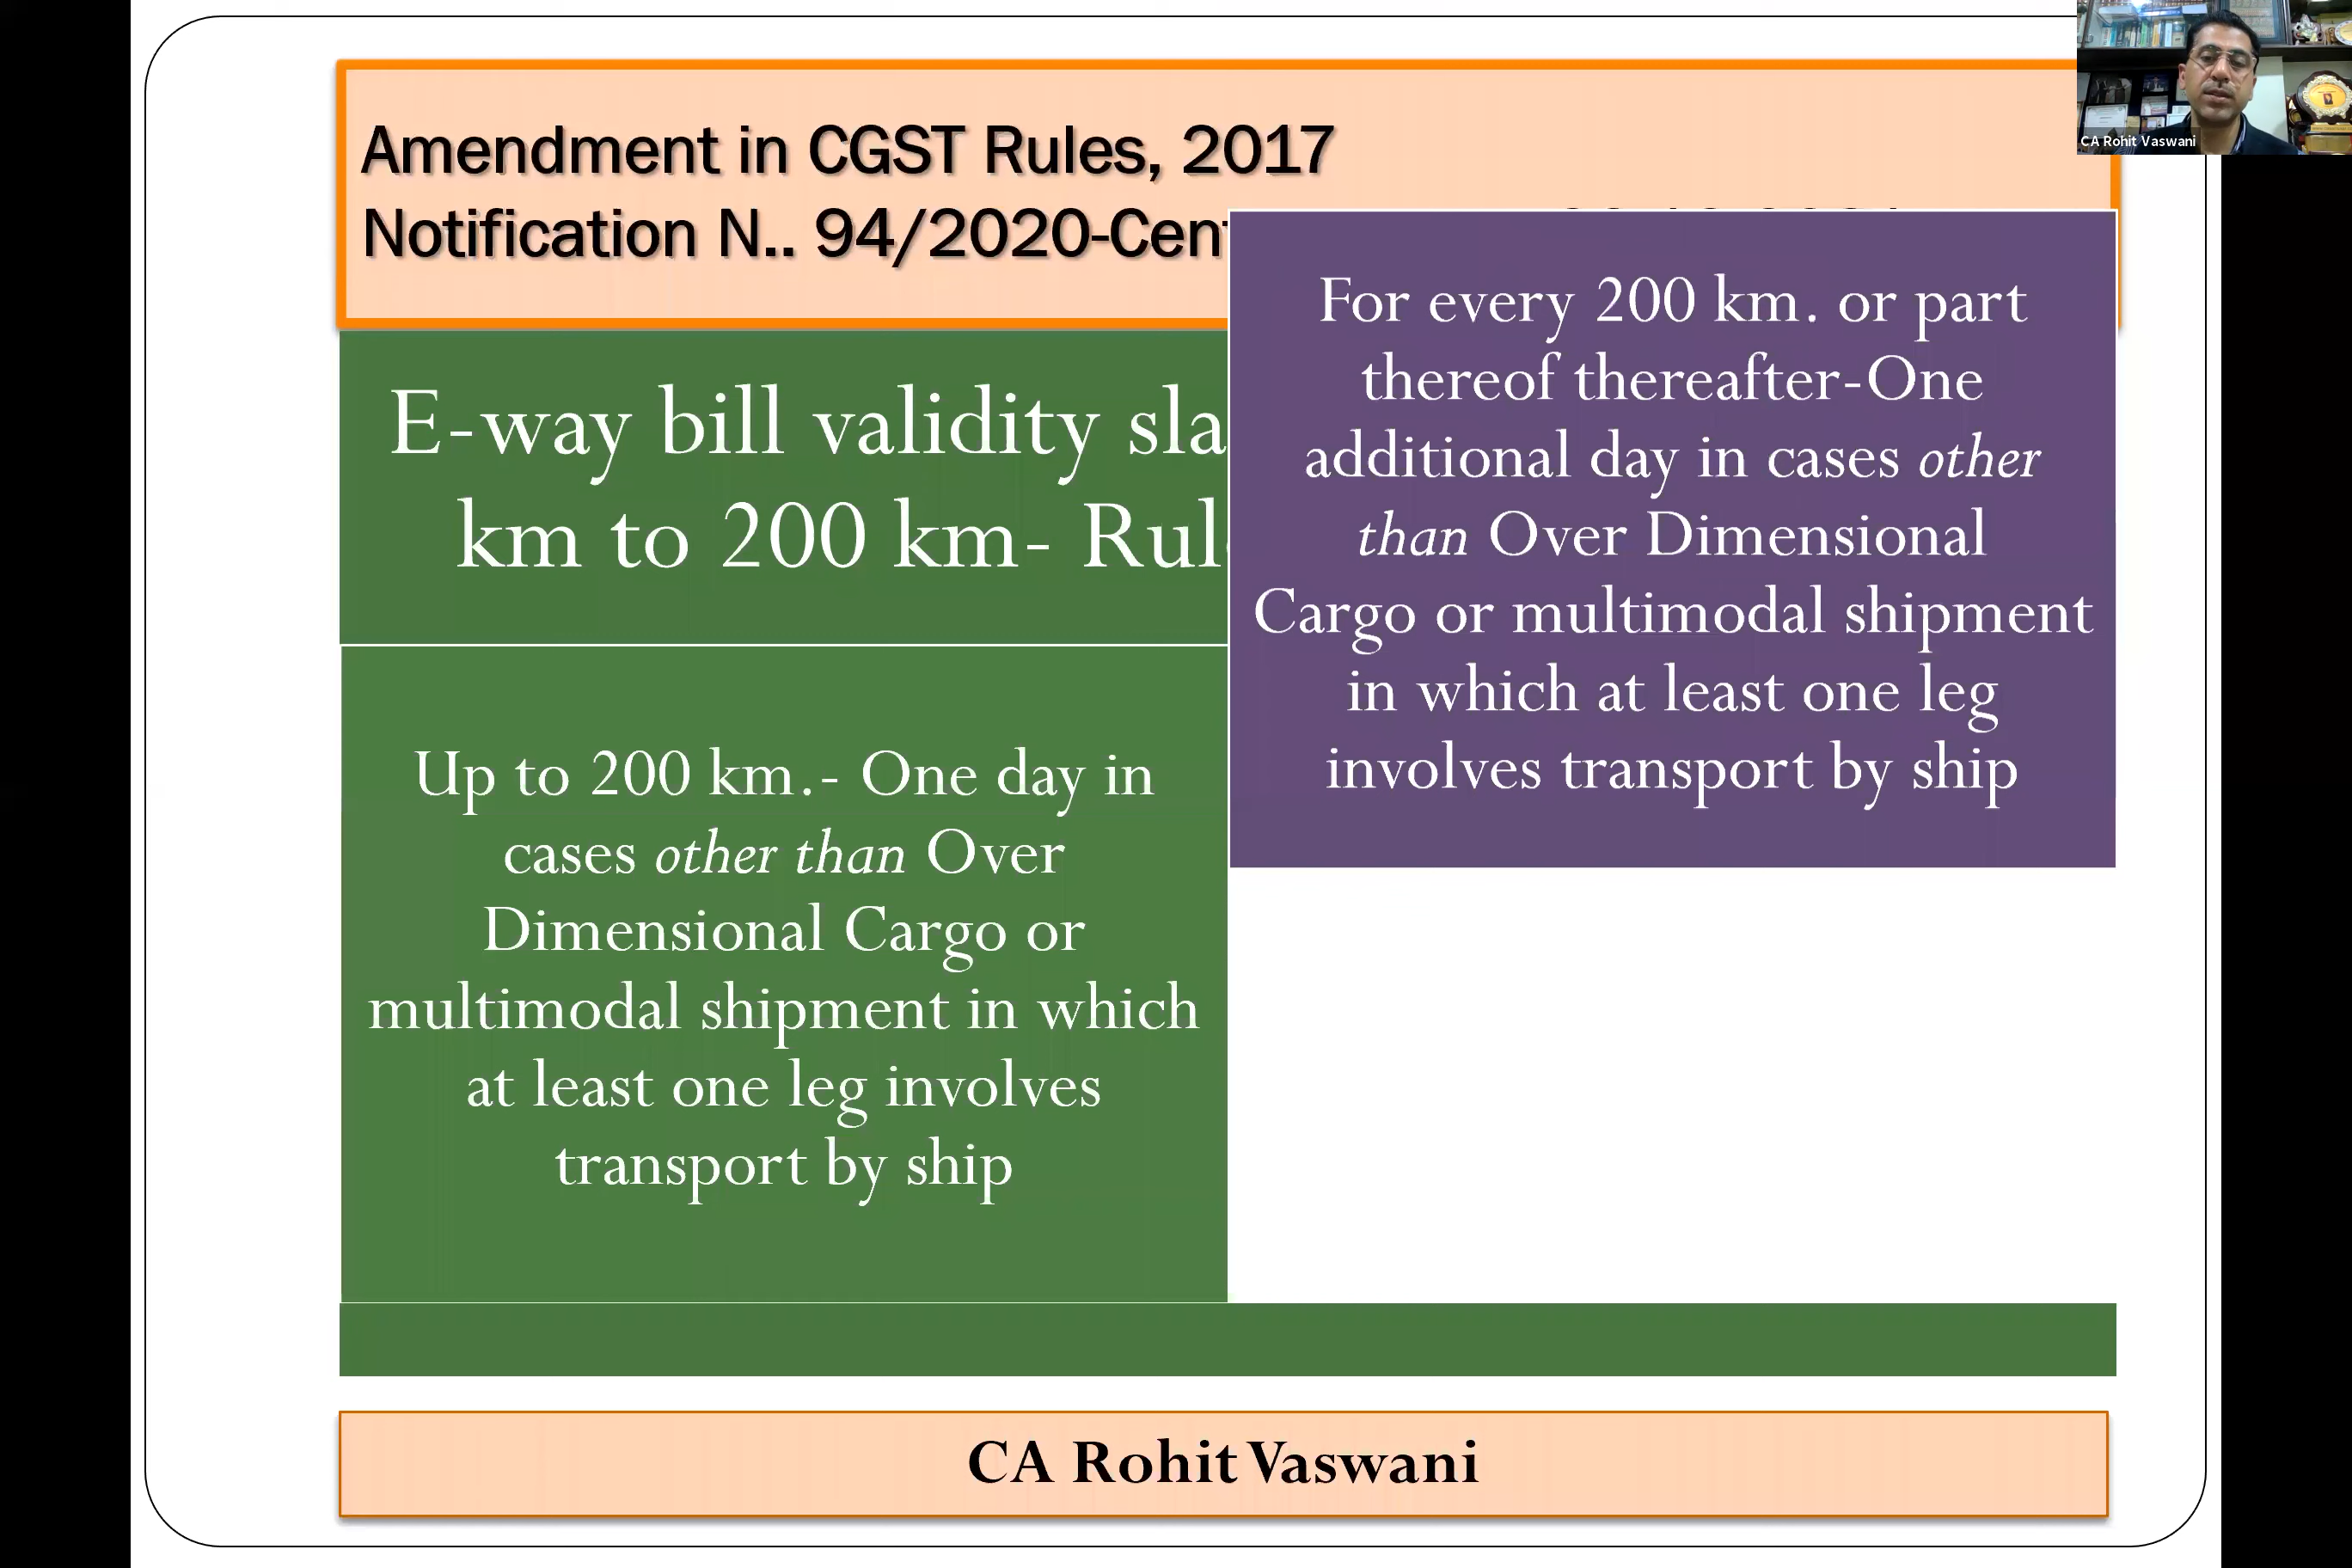 CA Rohit Vaswani
Amendment in CGST Rules, 2017
Notification N.. 94/2020-Cent
E-way bill validity sla
km to 200 km- Rul
For every 200 km. or part
thereof thereafter-One
additional day in cases other
than Over Dimensional
Cargo or multimodal shipment
in which at least one leg
involves transport by ship
Up to 200 km.- One day in
cases other than Over
Dimensional Cargo or
multimodal shipment in which
at least one leg involves
transport by ship
CA Rohit Vaswani